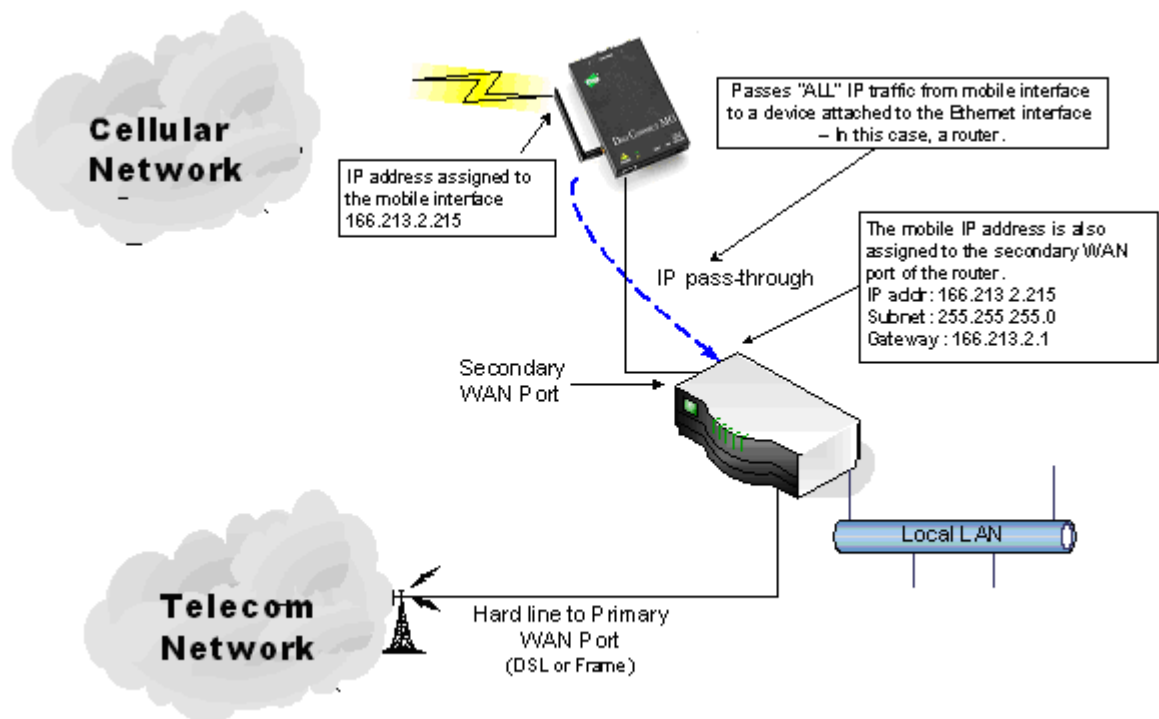 Cellular
Network
IP address assigned to
the mobile interface
166.213.2.215
Passes "ALL" IP traffic from mobile interface
to a device attached to the Ethernet interface
– In this case, a router.
The mobile IP address is also
assigned to the secondary WAN
port of the router.
IP addr: 166.213.2.215
Subnet: 255.255.255.0
Gateway: 166.213.2.1
IP pass-through
Secondary
WAN Port
Local LAN
Telecom
Network
Hard line to Primary
WAN Port
(DSL or Frame)